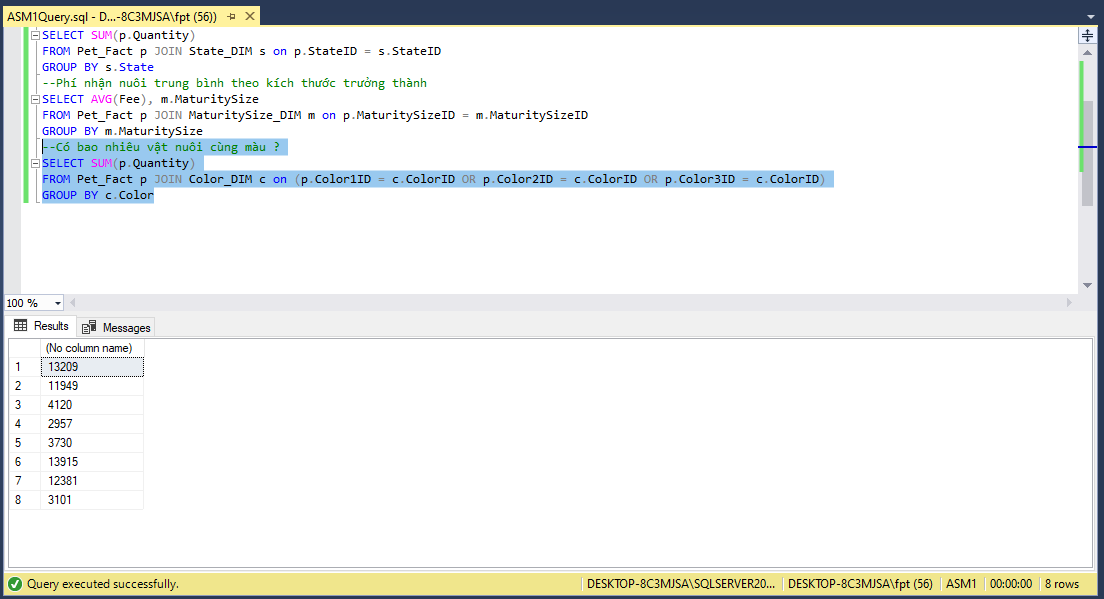 ASM1Query.sql - D...-8C3MJSA\fpt (56))
SELECT SUM(p.Quantity)
FROM Pet_Fact p JOIN State_DIM s on p.StateID = s.StateID
GROUP BY s.State
--Phí nhận nuôi trung bình theo kích thước trưởng thành
SELECT AVG(Fee), m.MaturitySize
FROM Pet_Fact p JOIN MaturitySize_DIM m on p.MaturitySizeID = m.MaturitySizeID
GROUP BY m.MaturitySize
--Có bao nhiêu vật nuôi cùng màu ?
SELECT SUM(p.Quantity)
FROM Pet_Fact p JOIN Color_DIM c on (p.Color1ID = c.ColorID OR p.Color2ID = c.ColorID OR p.Color3ID = c.ColorID)
GROUP BY c.Color
100 %
Results Messages
(No column name)
1 13209
2 11949
3 4120
4 2957
5 3730
6 13915
7 12381
8 3101
Query executed successfully. DESKTOP-8C3MJSA\SQLSERVER20... DESKTOP-8C3MJSA\fpt (56) ASM1 00:00:00 8 rows